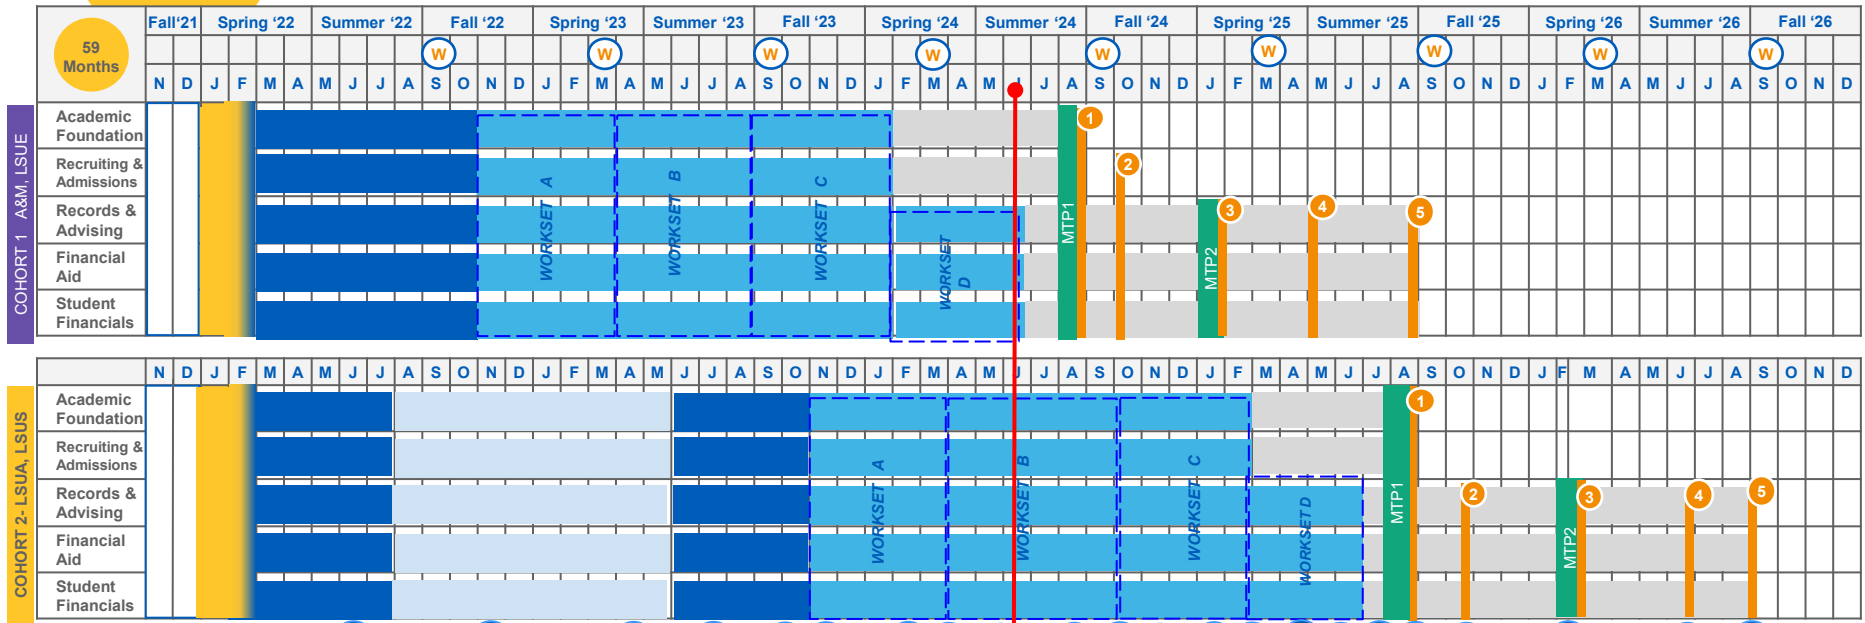 Fall‘21 Spring ‘22 Summer ‘22 Fall ‘22 Spring ‘23 Summer ‘23 Fall ‘23 Spring ‘24 Summer ‘24 Fall ‘24 Spring ‘25 Summer ‘25 Fall ‘25 Spring ‘26 Summer ‘26 Fall ‘26
59
Months
W W W W W W W W W
N D J F M A M J J A S O N D J F M A M J J A S O N D J F M A M J J A S O N D J F M A M J J A S O N D J F M A M J J A S O N D
COHORT 1 A&M, LSUE
Academic
Foundation
Recruiting &
Admissions
Records &
Advising
Financial
Aid
Student
Financials
WORKSET A
WORKSET B
WORKSET C
WORKSET
D
MTP1
1
2
MTP2
3
4
5
N D J F M A M J J A S O N D J F M A M J J A S O N D J F M A M J J A S O N D J F M A M J J A S O N D J F M A M J J A S O N D
COHORT 2- LSUA, LSUS
Academic
Foundation
Recruiting &
Admissions
Records &
Advising
Financial
Aid
Student
Financials
WORKSET A
WORKSET B
WORKSET C
WORKSET D
MTP1
1
2
MTP2
3
4
5